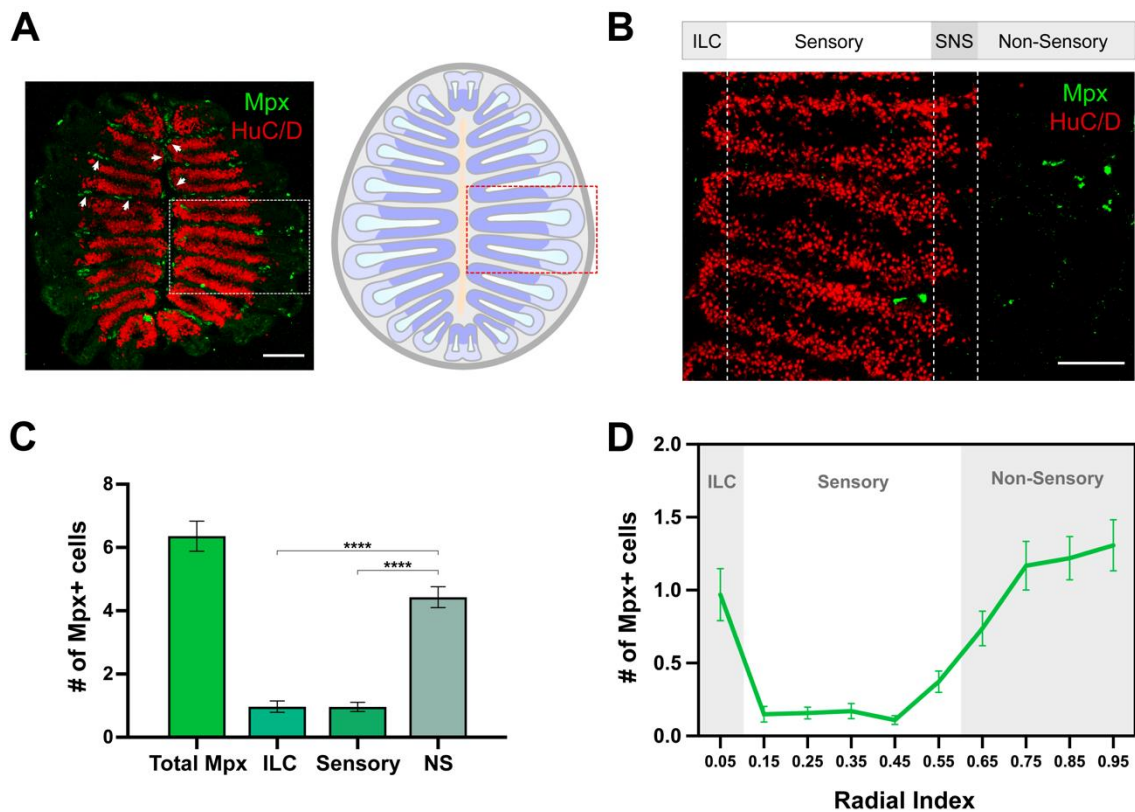 A
Mpx
HuC/D
B
ILC Sensory SNS Non-Sensory
Mpx
HuC/D
C
# of Mpx+ cells
8
6
4
2
0
****
****
Total Mpx ILC Sensory NS
D
# of Mpx+ cells
2.0
1.5
1.0
0.5
0.0
ILC Sensory Non-Sensory
0.05 0.15 0.25 0.35 0.45 0.55 0.65 0.75 0.85 0.95
Radial Index